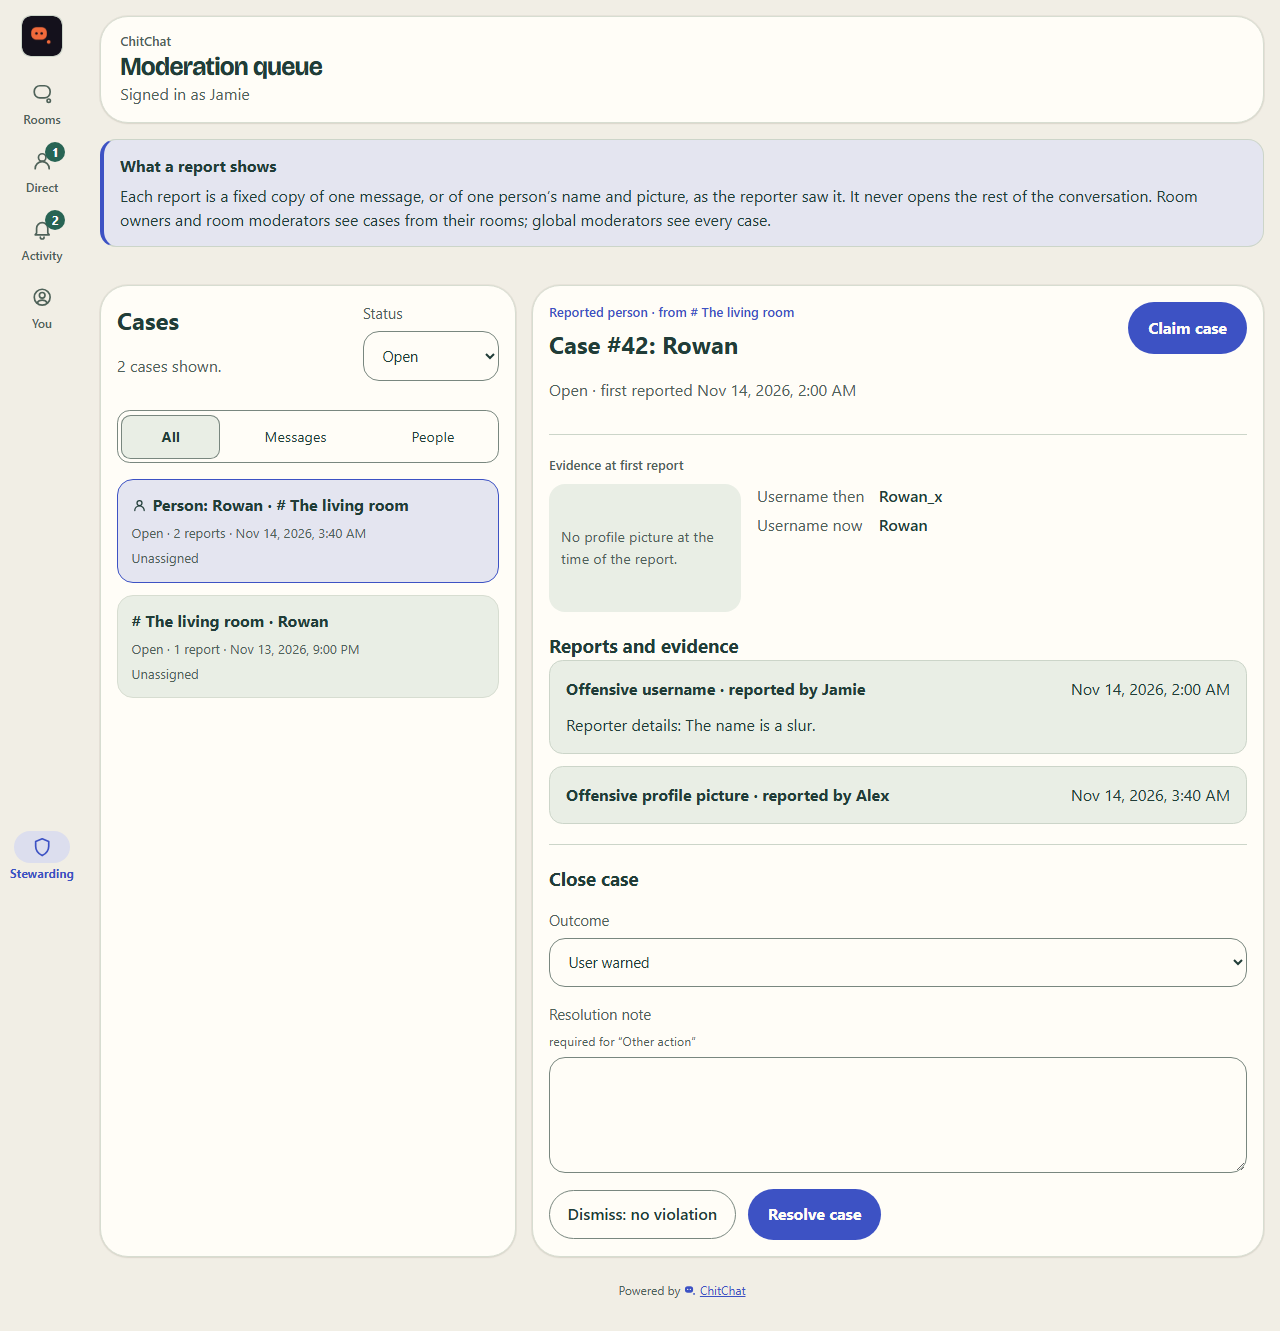 ChitChat
Moderation queue
Signed in as Jamie
Rooms
1
Direct
2
Activity
You
Stewarding
What a report shows
Each report is a fixed copy of one message, or of one person's name and picture, as the reporter saw it. It never opens the rest of the conversation. Room
owners and room moderators see cases from their rooms; global moderators see every case.
Cases
2 cases shown.
Status
Open
All
Messages
People
Person: Rowan · # The living room
Open · 2 reports · Nov 14, 2026, 3:40 AM
Unassigned
# The living room · Rowan
Open · 1 report · Nov 13, 2026, 9:00 PM
Unassigned
Reported person · from # The living room
Case #42: Rowan
Open · first reported Nov 14, 2026, 2:00 AM
Claim case
Evidence at first report
No profile picture at the
time of the report.
Username then Rowan_x
Username now Rowan
Reports and evidence
Offensive username · reported by Jamie Nov 14, 2026, 2:00 AM
Reporter details: The name is a slur.
Offensive profile picture · reported by Alex Nov 14, 2026, 3:40 AM
Close case
Outcome
User warned
Resolution note
required for “Other action”
Dismiss: no violation
Resolve case
Powered by ChitChat